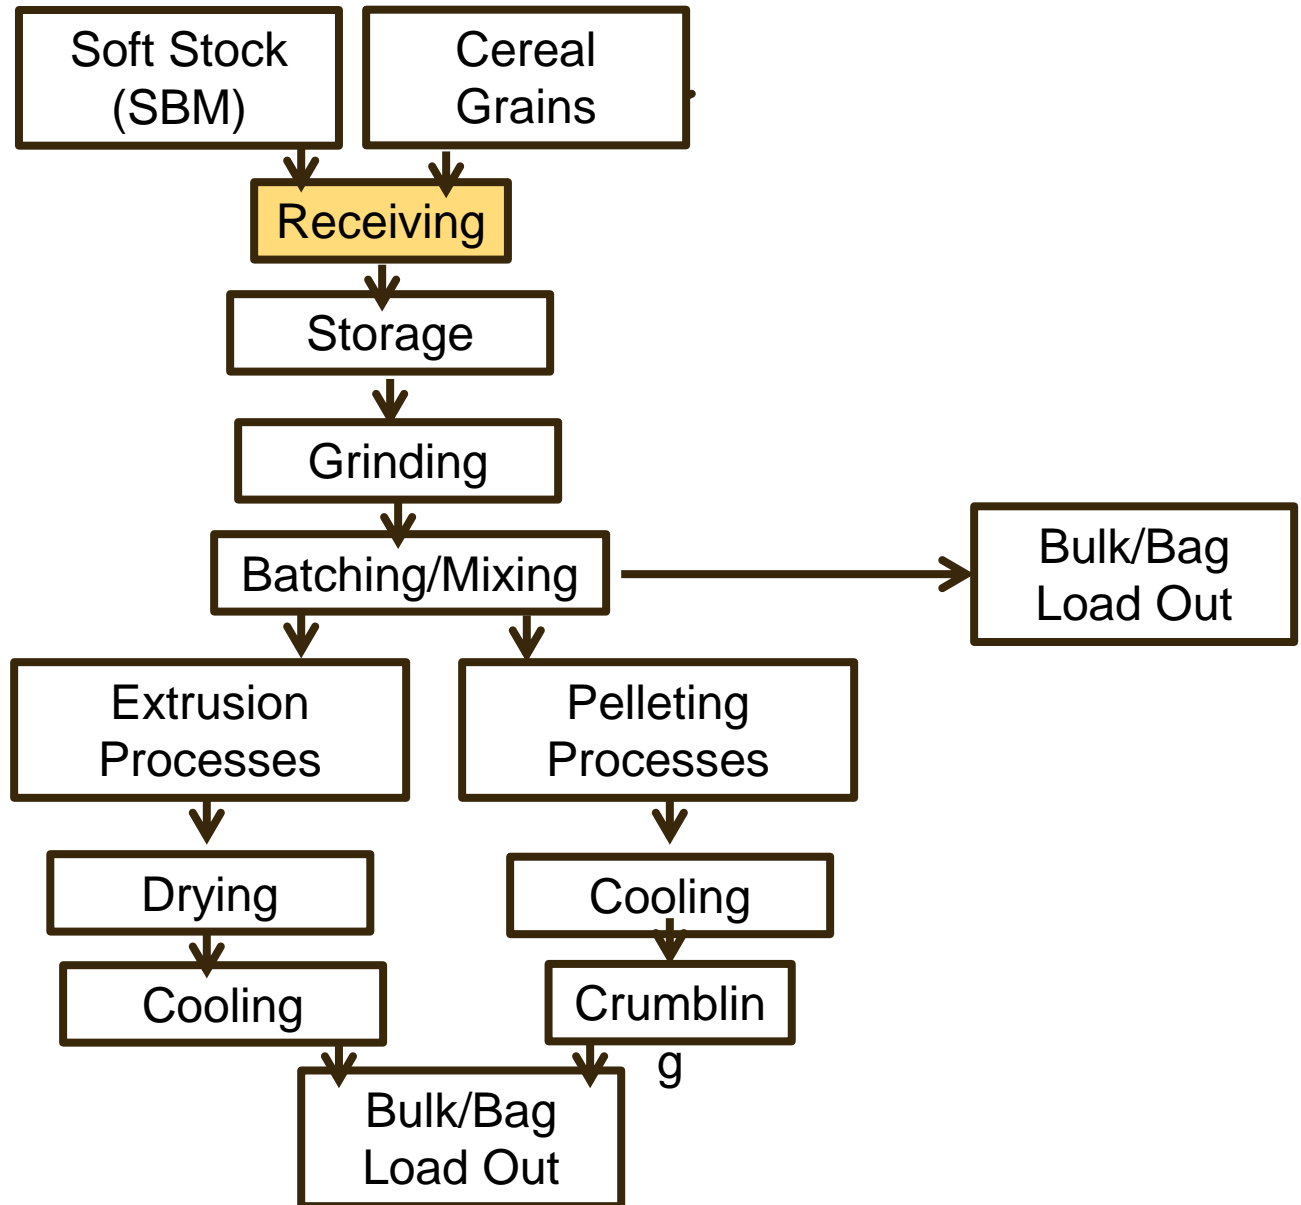 Soft Stock
(SBM)
Cereal
Grains
Receiving
Storage
Grinding
Batching/Mixing
Bulk/Bag
Load Out
Extrusion
Processes
Pelleting
Processes
Drying
Cooling
Cooling
Crumblin
g
Bulk/Bag
Load Out